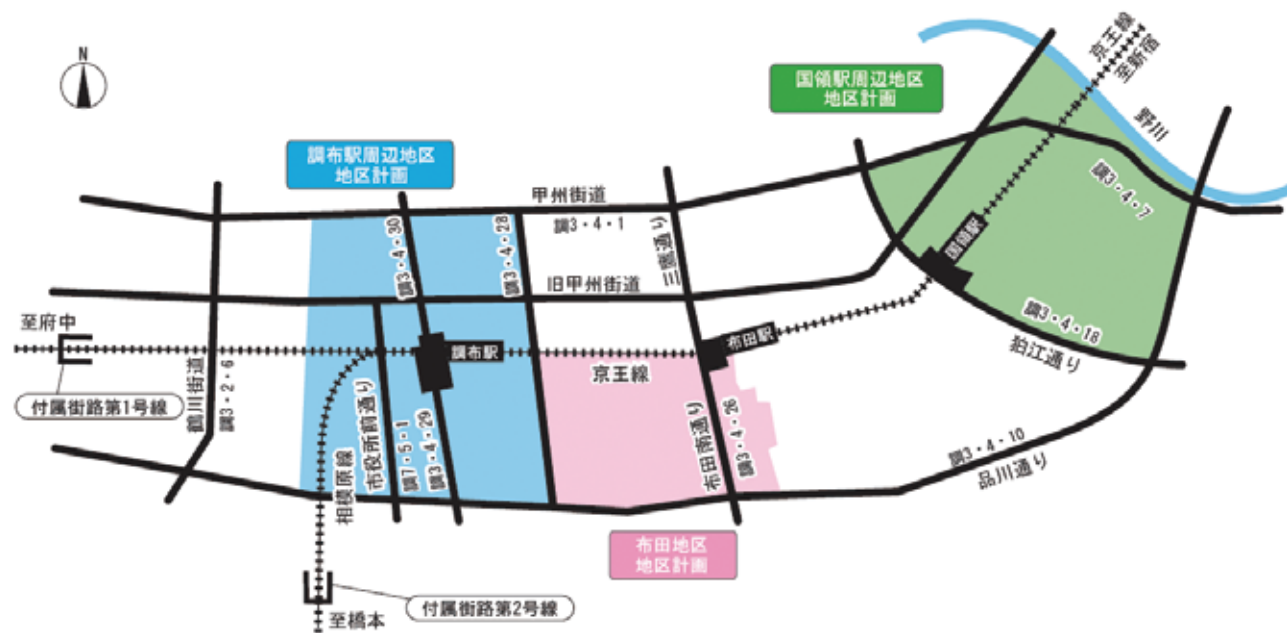 N
京王線
至新宿
国領駅周辺地区
地区計画
野川
調布駅周辺地区
地区計画
甲州街道
調3・4・1
調3・4・7
調3・4・30
調3・4・28
三鷹通り
国領駅
旧甲州街道
至府中
調布駅
布田駅
調3・4・18
狛江通り
京王線
付属街路第1号線
鶴川街道
調3・2・6
市役所前通り
調7・5・1
調3・4・29
布田南通り
調3・4・26
調3・4・10
品川通り
相模原線
布田地区
地区計画
付属街路第2号線
至橋本